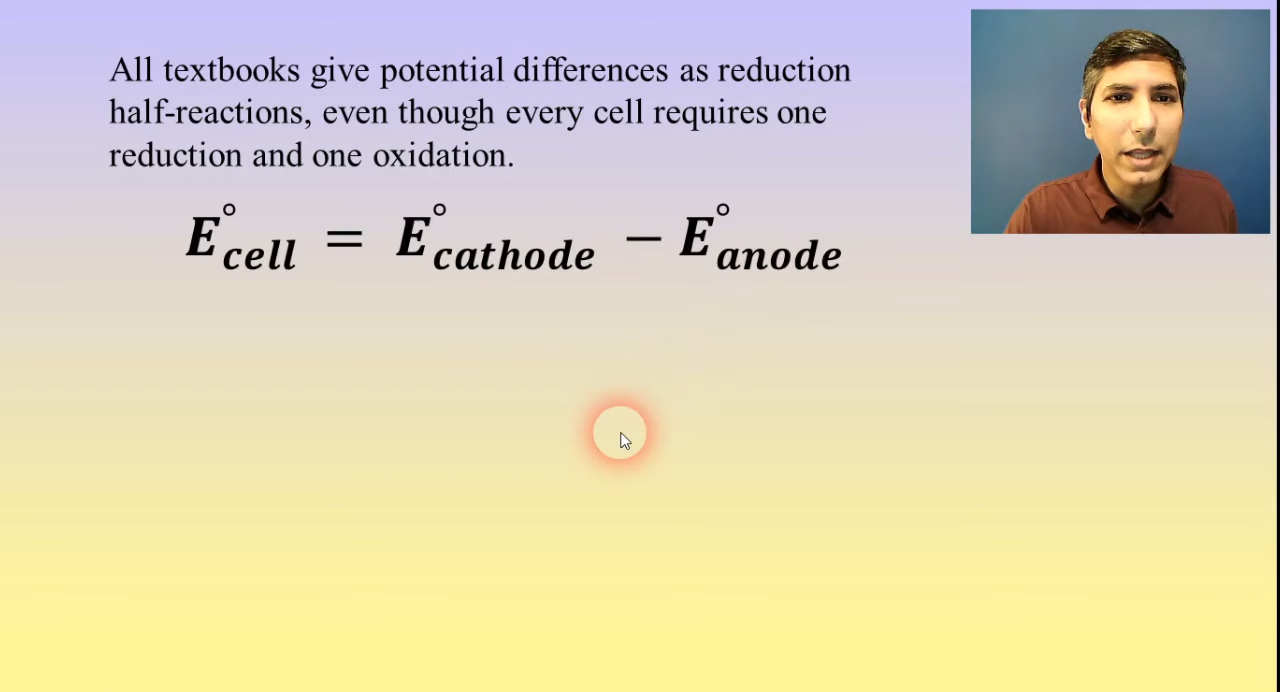 All textbooks give potential differences as reduction
half-reactions, even though every cell requires one
reduction and one oxidation.
E°cell = E°cathode − E°anode